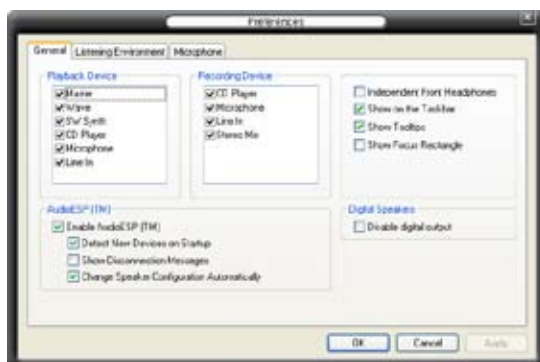 Preferences
General
Listening Environment
Microphone
Playback Device
Master
Wave
SW Synth
CD Player
Microphone
Line In
Recording Device
CD Player
Microphone
Line In
Stereo Mix
Independent Front Headphones
Show on the Taskbar
Show Tooltips
Show Focus Rectangle
AudioESP (TM)
Enable AudioESP (TM)
Detect New Devices on Startup
Show Disconnection Messages
Change Speaker Configuration Automatically
Digital Speakers
Disable digital output
OK
Cancel
Apply